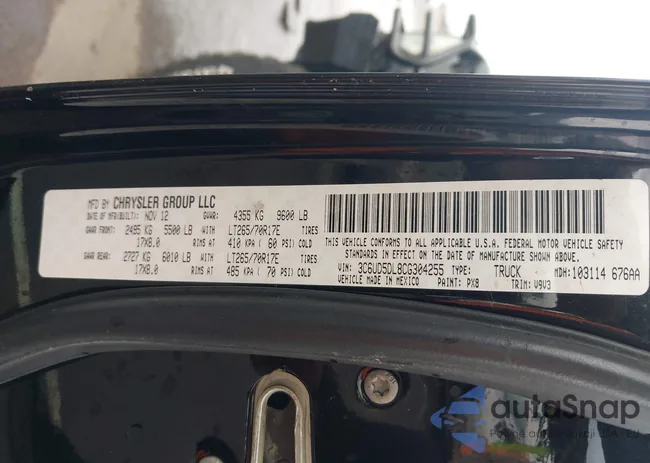 MFD BY CHRYSLER GROUP LLC
DATE OF MFR(BUILT): NOV 12 GVWR: 4355 KG 9600 LB
GAWR FRONT: 2495 KG 5500 LB WITH LT265/70R17E TIRES
17X8.0 RIMS AT 410 KPA ( 60 PSI) COLD
GAWR REAR: 2727 KG 6010 LB WITH LT265/70R17E TIRES
17X8.0 RIMS AT 485 KPA ( 70 PSI) COLD
THIS VEHICLE CONFORMS TO ALL APPLICABLE U.S.A. FEDERAL MOTOR VEHICLE SAFETY
STANDARDS IN EFFECT ON THE DATE OF MANUFACTURE SHOWN ABOVE.
VIN: 3C6UD5DL8CG304255 TYPE: TRUCK MDH: 103114 676AA
VEHICLE MADE IN MEXICO PAINT: PX8 TRIM: V9V3
autoSnap